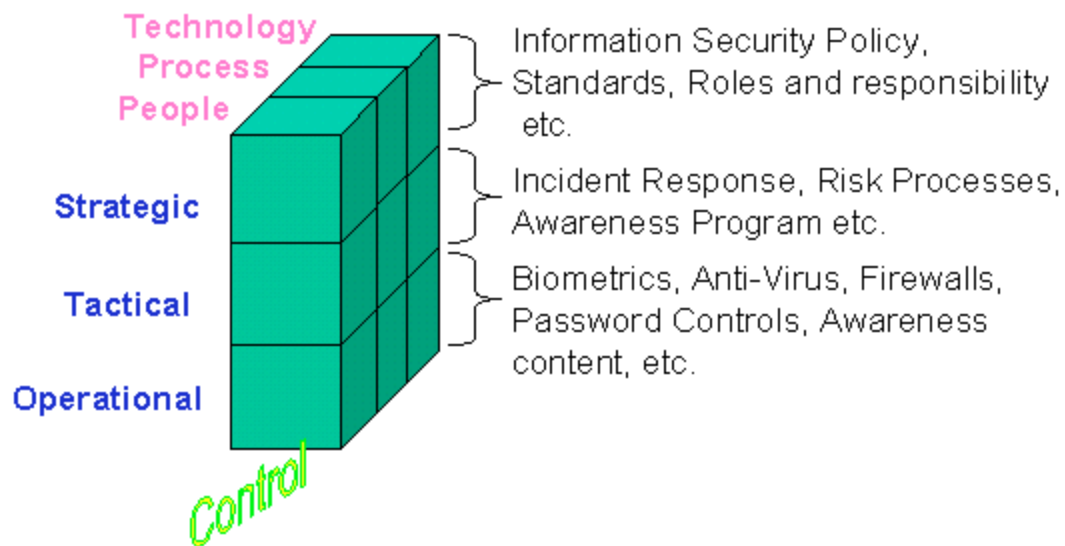 Technology
Process
People
Information Security Policy,
Standards, Roles and responsibility
etc.
Strategic
Incident Response, Risk Processes,
Awareness Program etc.
Tactical
Biometrics, Anti-Virus, Firewalls,
Password Controls, Awareness
content, etc.
Operational
Control